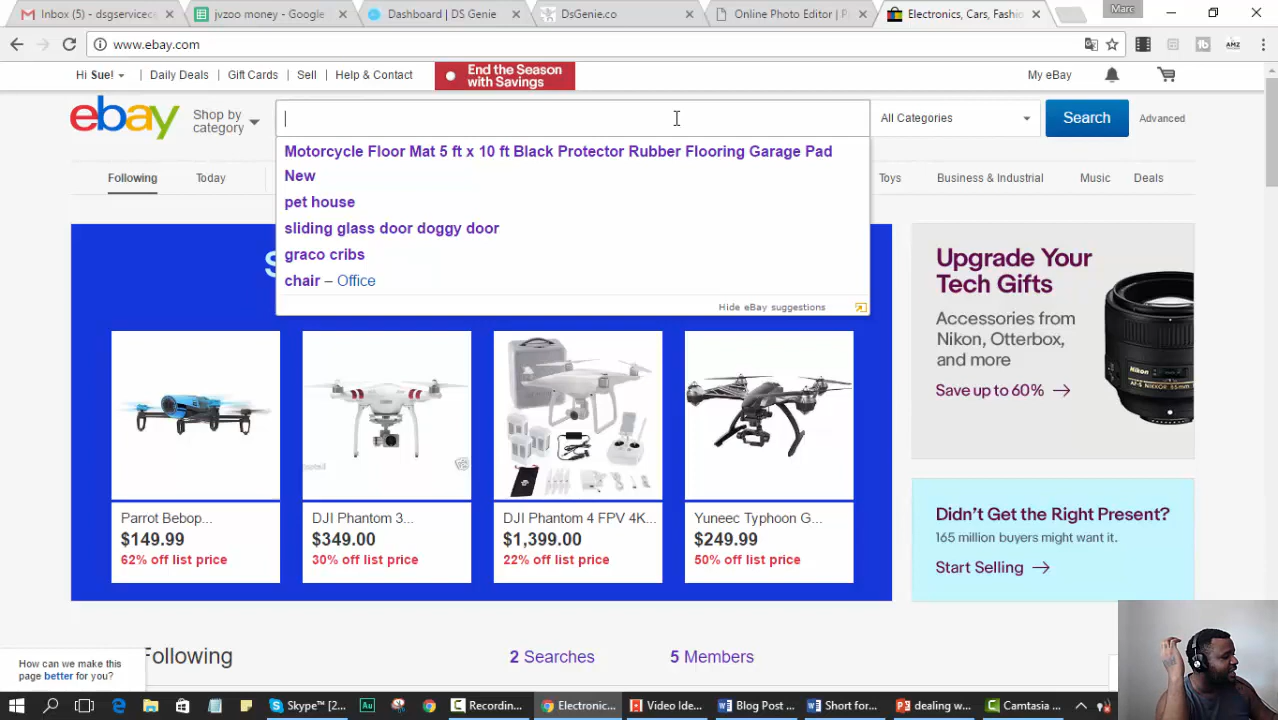 Inbox (5) - dsgservicec
jvzoo money - Google
Dashboard | DS Genie
DsGenie.co
Online Photo Editor | P
Electronics, Cars, Fashio
Marc
www.ebay.com
AMZ
Hi Sue!
Daily Deals
Gift Cards
Sell
Help & Contact
End the Season
with Savings
My eBay
ebay
Shop by
category
All Categories
Search
Advanced
Motorcycle Floor Mat 5 ft x 10 ft Black Protector Rubber Flooring Garage Pad
New
pet house
sliding glass door doggy door
graco cribs
chair – Office
Hide eBay suggestions
Following
Today
Toys
Business & Industrial
Music
Deals
Parrot Bebop...
$149.99
62% off list price
DJI Phantom 3...
$349.00
30% off list price
DJI Phantom 4 FPV 4K...
$1,399.00
22% off list price
Yuneec Typhoon G...
$249.99
50% off list price
Upgrade Your
Tech Gifts
Accessories from
Nikon, Otterbox,
and more
Save up to 60%
Nikon
Didn't Get the Right Present?
165 million buyers might want it.
Start Selling
Following
2 Searches
5 Members
How can we make this
page better for you?
Skype™ [2...
Au
Recording...
Electronic...
Video Ide...
Blog Post ...
Short for...
dealing w...
Camtasia ...